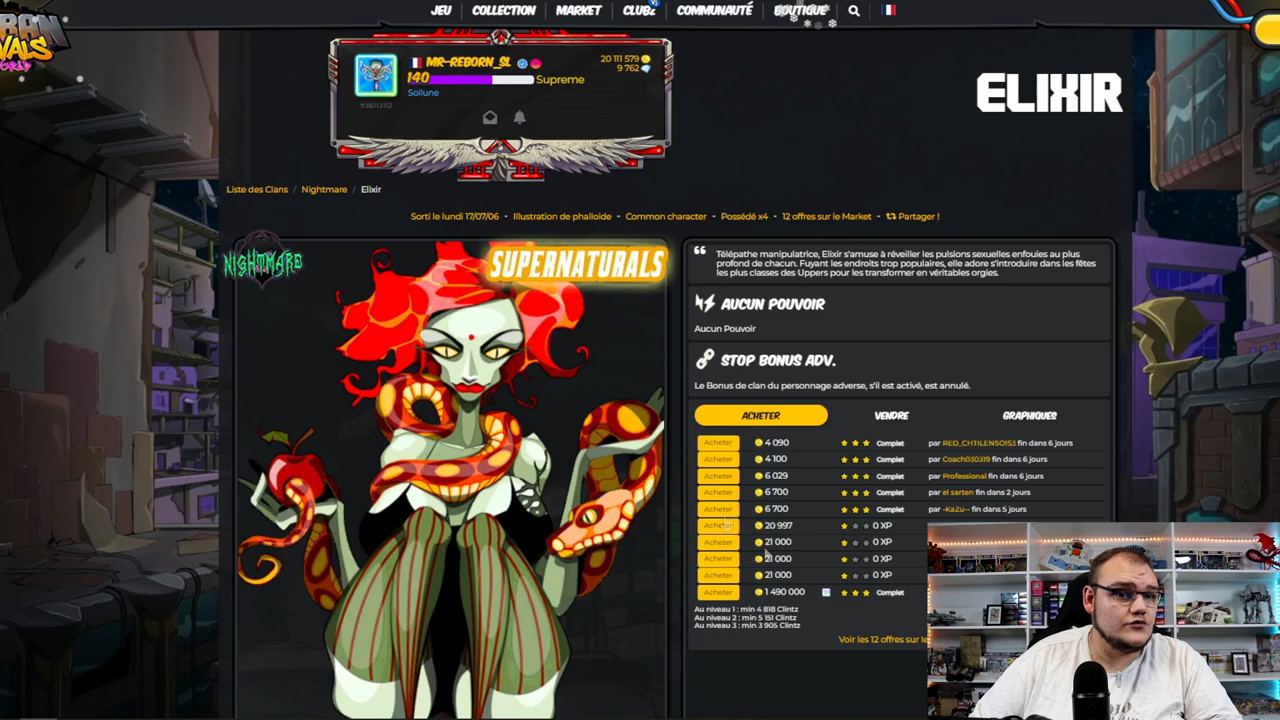 JEU
COLLECTION
MARKET
CLUBZ
COMMUNAUTÉ
BOUTIQUE
MR-REBORN_SL
20 111 579
9 762
140
Supreme
Sollune
ELIXIR
Liste des Clans / Nightmare / Elixir
Sorti le lundi 17/07/06 - Illustration de phalloide - Common character - Possédé x4 - 12 offres sur le Market - Partager !
NIGHTMARE
SUPERNATURALS
Télépathe manipulatrice, Elixir s'amuse à réveiller les pulsions sexuelles enfouies au plus
profond de chacun. Fuyant les endroits trop populaires, elle adore s'introduire dans les fêtes
les plus classes des Uppers pour les transformer en véritables orgies.
AUCUN POUVOIR
Aucun Pouvoir
STOP BONUS ADV.
Le Bonus de clan du personnage adverse, s'il est activé, est annulé.
ACHETER
VENDRE
GRAPHIQUES
Acheter 4 090 Complet par RED_CHTILENSOIS3 fin dans 6 jours
Acheter 4 100 Complet par Coach030319 fin dans 6 jours
Acheter 6 029 Complet par Professional fin dans 6 jours
Acheter 6 700 Complet par el sarten fin dans 2 jours
Acheter 6 700 Complet par -KaZu-- fin dans 5 jours
Acheter 20 997 0 XP
Acheter 21 000 0 XP
Acheter 21 000 0 XP
Acheter 21 000 0 XP
Acheter 1 490 000 Complet
Au niveau 1 : min 4 818 Clintz
Au niveau 2 : min 5 151 Clintz
Au niveau 3 : min 3 905 Clintz
Voir les 12 offres sur le